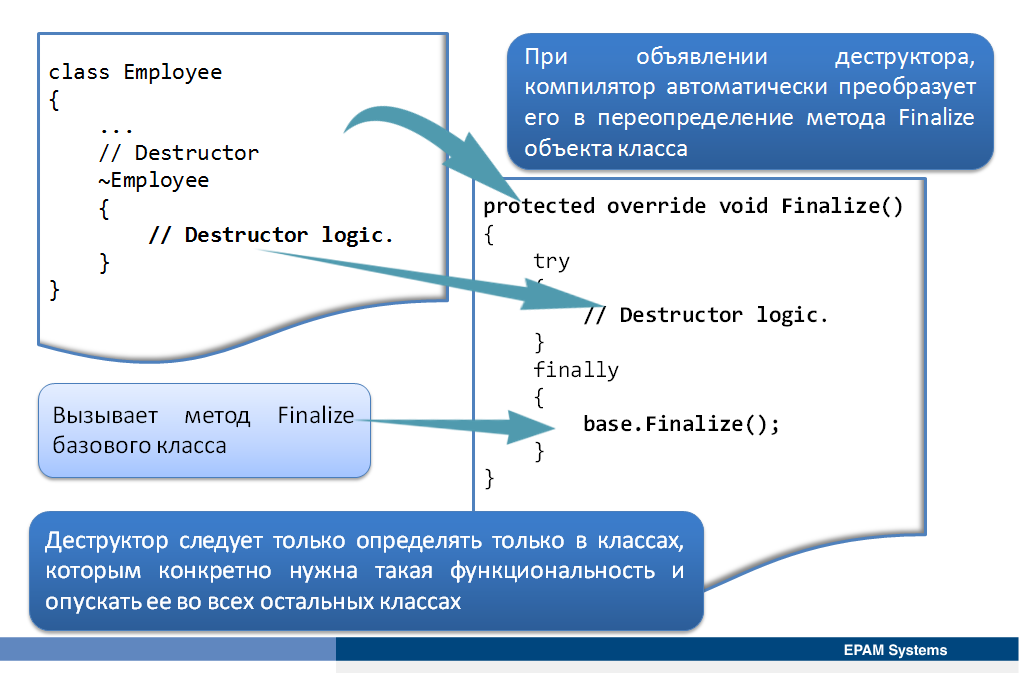 class Employee
{
...
// Destructor
~Employee
{
// Destructor logic.
}
}
При объявлении деструктора,
компилятор автоматически преобразует
его в переопределение метода Finalize
объекта класса
protected override void Finalize()
{
try
{
// Destructor logic.
}
finally
{
base.Finalize();
}
}
Вызывает метод Finalize
базового класса
Деструктор следует только определять только в классах,
которым конкретно нужна такая функциональность и
опускать ее во всех остальных классах
EPAM Systems